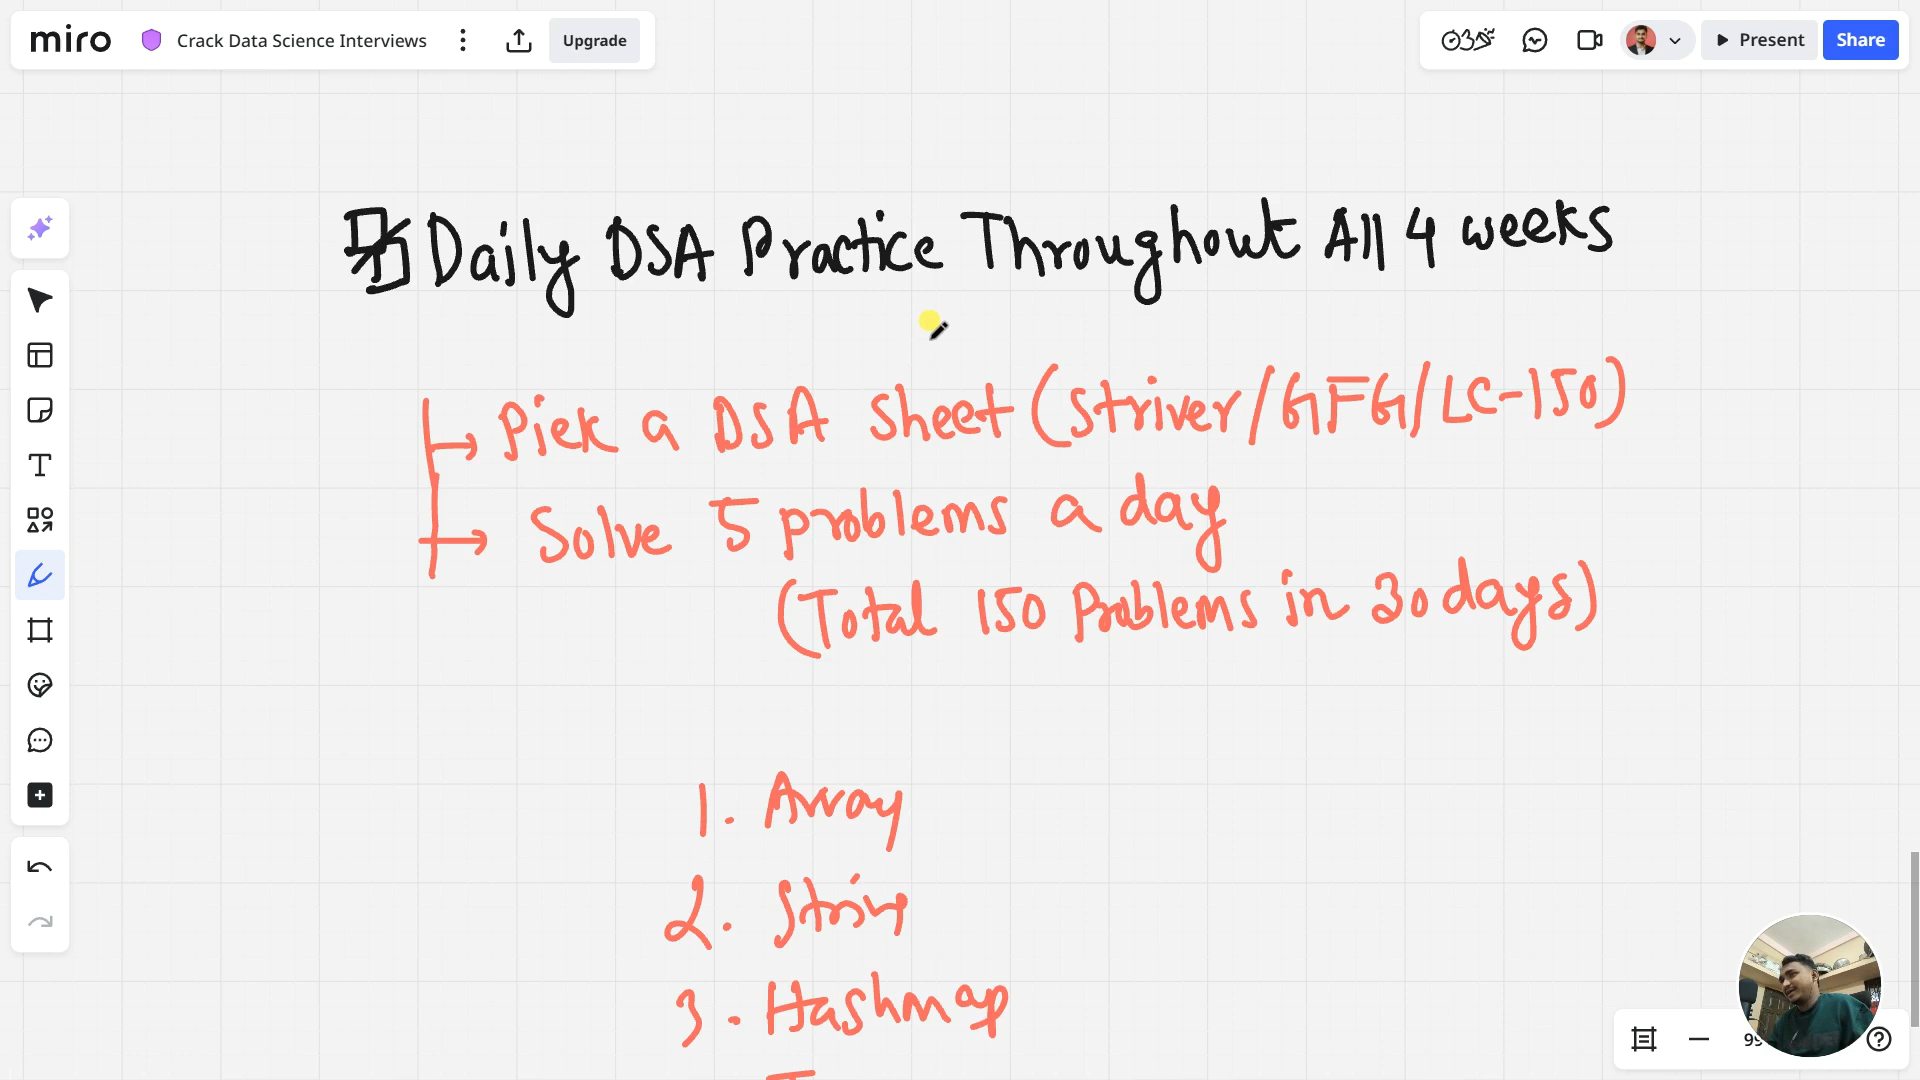 miro Crack Data Science Interviews Upgrade Present Share
Daily DSA Practice Throughout All 4 weeks
→ Pick a DSA Sheet (Striver/GFG/LC-150)
→ Solve 5 problems a day
(Total 150 Problems in 30 days)
1. Array
2. String
3. Hashmap